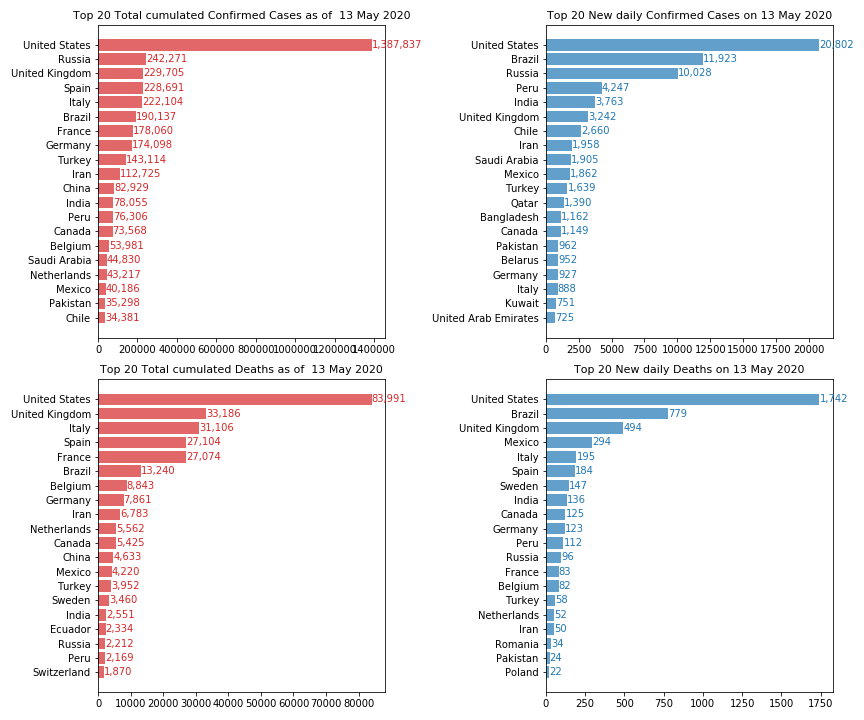 Top 20 Total cumulated Confirmed Cases as of 13 May 2020
United States 1,387,837
Russia 242,271
United Kingdom 229,705
Spain 228,691
Italy 222,104
Brazil 190,137
France 178,060
Germany 174,098
Turkey 143,114
Iran 112,725
China 82,929
India 78,055
Peru 76,306
Canada 73,568
Belgium 53,981
Saudi Arabia 44,830
Netherlands 43,217
Mexico 40,186
Pakistan 35,298
Chile 34,381
0 200000 400000 600000 800000 1000000 1200000 1400000
Top 20 New daily Confirmed Cases on 13 May 2020
United States 20,802
Brazil 11,923
Russia 10,028
Peru 4,247
India 3,763
United Kingdom 3,242
Chile 2,660
Iran 1,958
Saudi Arabia 1,905
Mexico 1,862
Turkey 1,639
Qatar 1,390
Bangladesh 1,162
Canada 1,149
Pakistan 962
Belarus 952
Germany 927
Italy 888
Kuwait 751
United Arab Emirates 725
0 2500 5000 7500 10000 12500 15000 17500 20000
Top 20 Total cumulated Deaths as of 13 May 2020
United States 83,991
United Kingdom 33,186
Italy 31,106
Spain 27,104
France 27,074
Brazil 13,240
Belgium 8,843
Germany 7,861
Iran 6,783
Netherlands 5,562
Canada 5,425
China 4,633
Mexico 4,220
Turkey 3,952
Sweden 3,460
India 2,551
Ecuador 2,334
Russia 2,212
Peru 2,169
Switzerland 1,870
0 10000 20000 30000 40000 50000 60000 70000 80000
Top 20 New daily Deaths on 13 May 2020
United States 1,742
Brazil 779
United Kingdom 494
Mexico 294
Italy 195
Spain 184
Sweden 147
India 136
Canada 125
Germany 123
Peru 112
Russia 96
France 83
Belgium 82
Turkey 58
Netherlands 52
Iran 50
Romania 34
Pakistan 24
Poland 22
0 250 500 750 1000 1250 1500 1750